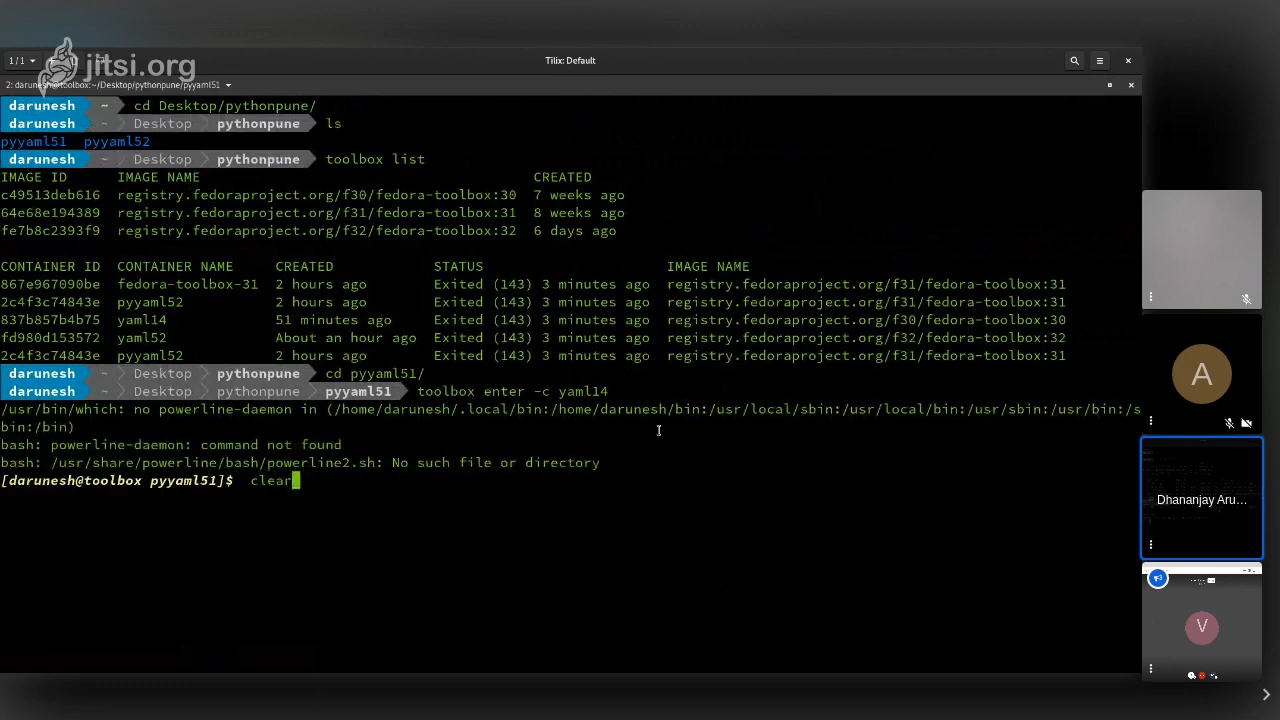 jitsi.org
1/1
Tilix: Default
2: darunesh@toolbox:~/Desktop/pythonpune/pyyaml51
darunesh ~ cd Desktop/pythonpune/
darunesh ~ Desktop pythonpune ls
pyyaml51 pyyaml52
darunesh ~ Desktop pythonpune toolbox list
IMAGE ID IMAGE NAME CREATED
c49513deb616 registry.fedoraproject.org/f30/fedora-toolbox:30 7 weeks ago
64e68e194389 registry.fedoraproject.org/f31/fedora-toolbox:31 8 weeks ago
fe7b8c2393f9 registry.fedoraproject.org/f32/fedora-toolbox:32 6 days ago
CONTAINER ID CONTAINER NAME CREATED STATUS IMAGE NAME
867e967090be fedora-toolbox-31 2 hours ago Exited (143) 3 minutes ago registry.fedoraproject.org/f31/fedora-toolbox:31
2c4f3c74843e pyyaml52 2 hours ago Exited (143) 3 minutes ago registry.fedoraproject.org/f31/fedora-toolbox:31
837b857b4b75 yaml14 51 minutes ago Exited (143) 3 minutes ago registry.fedoraproject.org/f30/fedora-toolbox:30
fd980d153572 yaml52 About an hour ago Exited (143) 3 minutes ago registry.fedoraproject.org/f32/fedora-toolbox:32
2c4f3c74843e pyyaml52 2 hours ago Exited (143) 3 minutes ago registry.fedoraproject.org/f31/fedora-toolbox:31
darunesh ~ Desktop pythonpune cd pyyaml51/
darunesh ~ Desktop pythonpune pyyaml51 toolbox enter -c yaml14
/usr/bin/which: no powerline-daemon in (/home/darunesh/.local/bin:/home/darunesh/bin:/usr/local/sbin:/usr/local/bin:/usr/sbin:/usr/bin:/s
bin:/bin)
bash: powerline-daemon: command not found
bash: /usr/share/powerline/bash/powerline2.sh: No such file or directory
[darunesh@toolbox pyyaml51]$ clear
A
Dhananjay Aru...
V